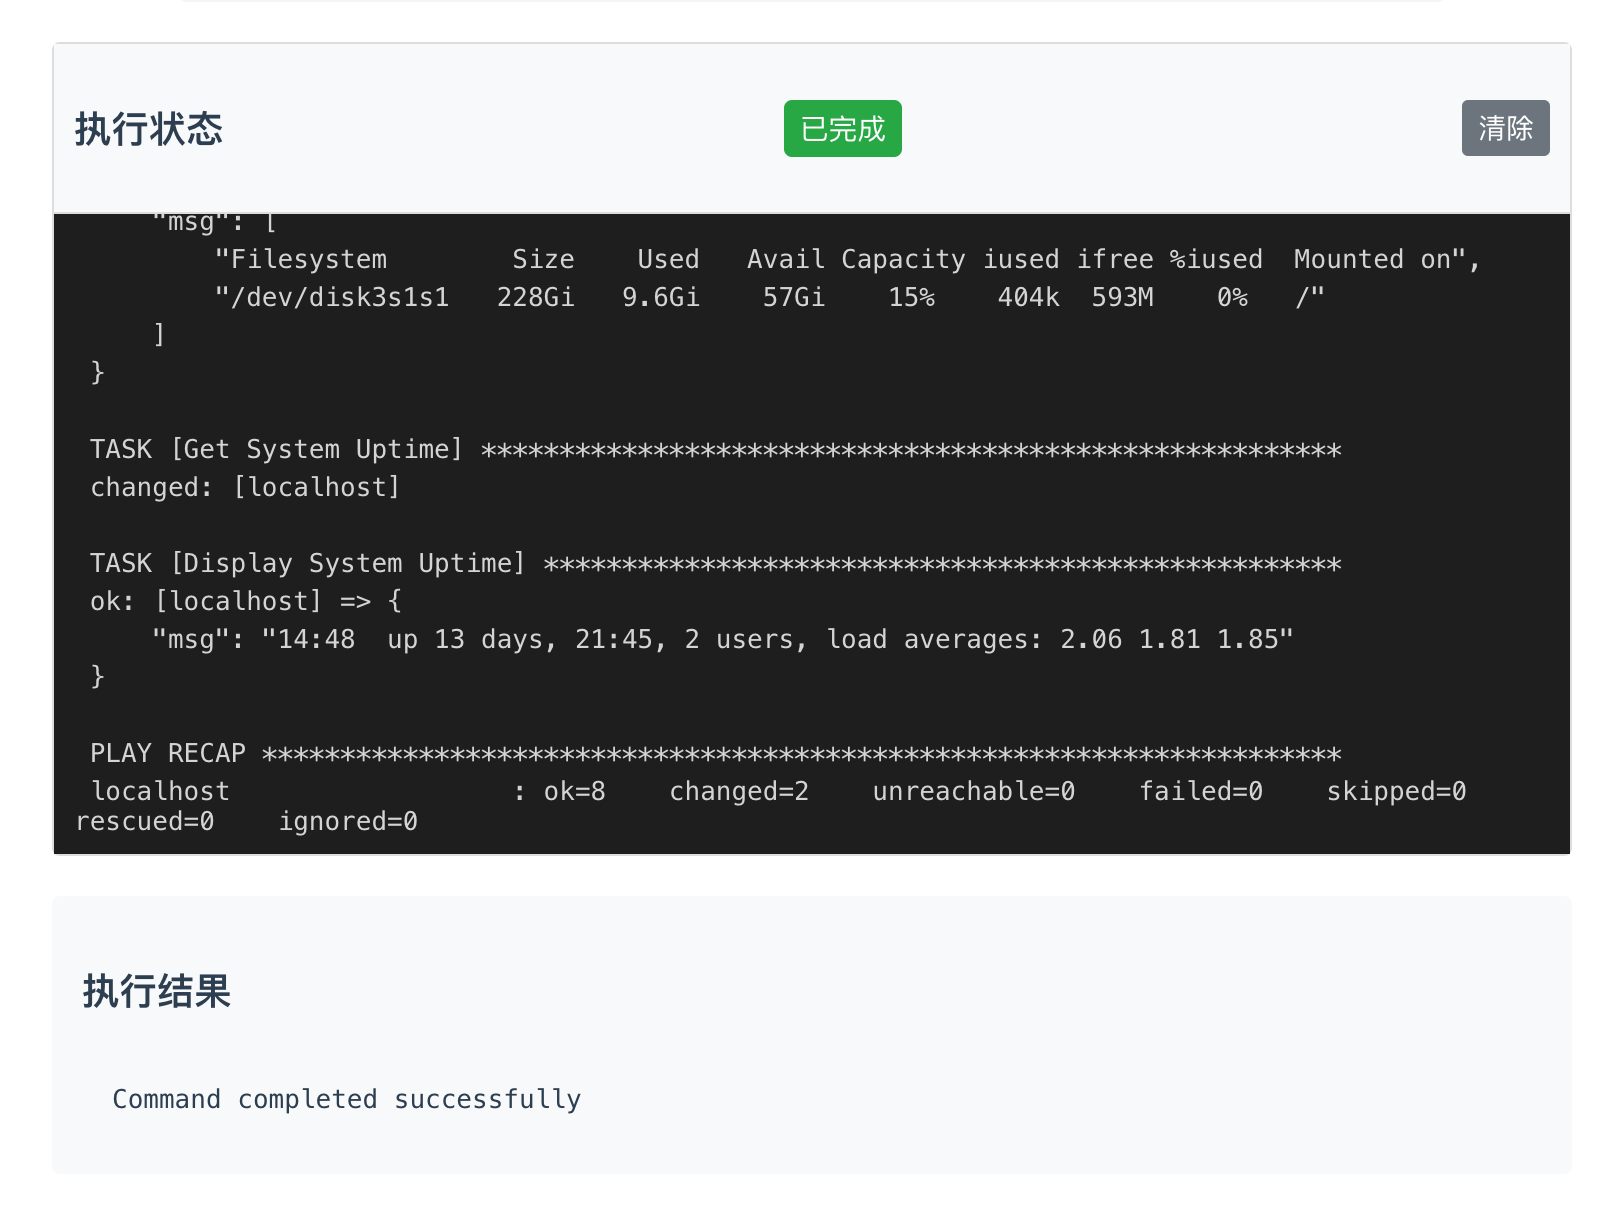 执行状态
已完成
清除
"msg": [
"Filesystem        Size    Used   Avail Capacity iused ifree %iused  Mounted on",
"/dev/disk3s1s1   228Gi   9.6Gi    57Gi    15%    404k  593M    0%   /"
]
}
TASK [Get System Uptime] *******************************************************
changed: [localhost]
TASK [Display System Uptime] ***************************************************
ok: [localhost] => {
"msg": "14:48  up 13 days, 21:45, 2 users, load averages: 2.06 1.81 1.85"
}
PLAY RECAP *********************************************************************
localhost                  : ok=8    changed=2    unreachable=0    failed=0    skipped=0
rescued=0    ignored=0
执行结果
Command completed successfully